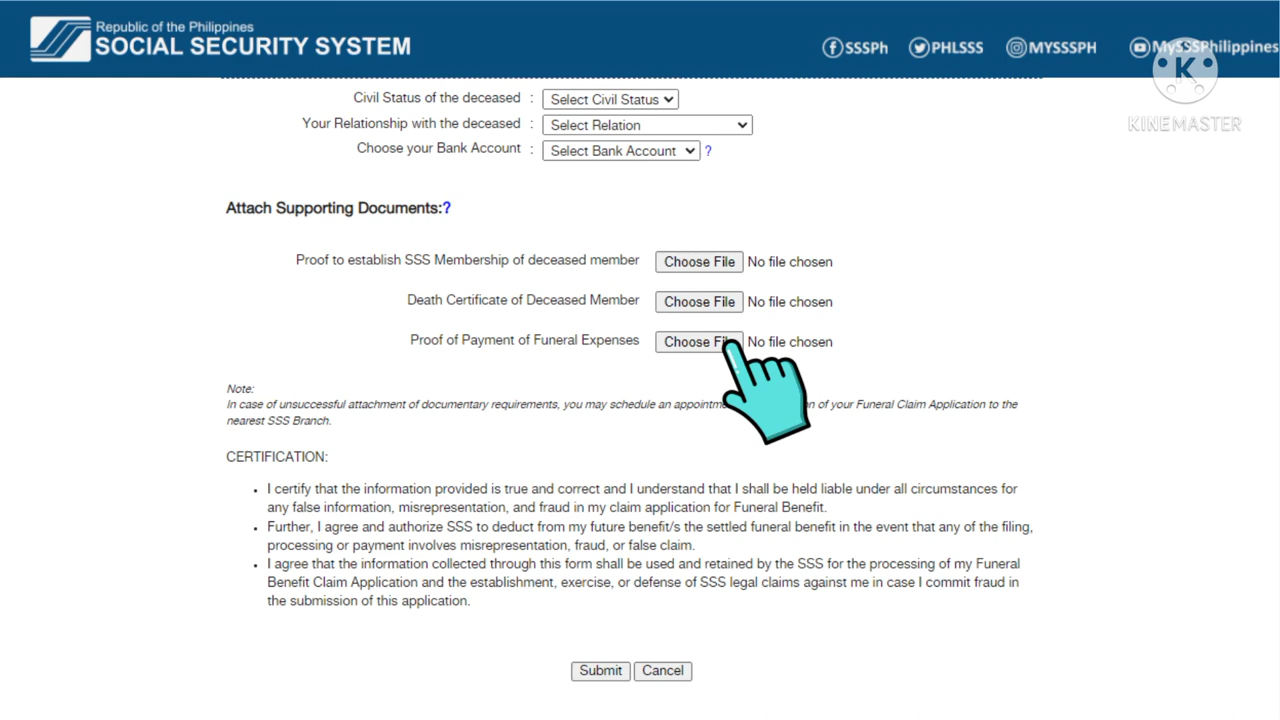 Republic of the Philippines
SOCIAL SECURITY SYSTEM
SSSPh PHLSSS MYSSSPH MySSSPhilippines
KINEMASTER
Civil Status of the deceased : Select Civil Status
Your Relationship with the deceased : Select Relation
Choose your Bank Account : Select Bank Account ?
Attach Supporting Documents:?
Proof to establish SSS Membership of deceased member Choose File No file chosen
Death Certificate of Deceased Member Choose File No file chosen
Proof of Payment of Funeral Expenses Choose File No file chosen
Note:
In case of unsuccessful attachment of documentary requirements, you may schedule an of your Funeral Claim Application to the
nearest SSS Branch.
CERTIFICATION:
• I certify that the information provided is true and correct and I understand that I shall be held liable under all circumstances for
any false information, misrepresentation, and fraud in my claim application for Funeral Benefit.
• Further, I agree and authorize SSS to deduct from my future benefit/s the settled funeral benefit in the event that any of the filing,
processing or payment involves misrepresentation, fraud, or false claim.
• I agree that the information collected through this form shall be used and retained by the SSS for the processing of my Funeral
Benefit Claim Application and the establishment, exercise, or defense of SSS legal claims against me in case I commit fraud in
the submission of this application.
Submit Cancel